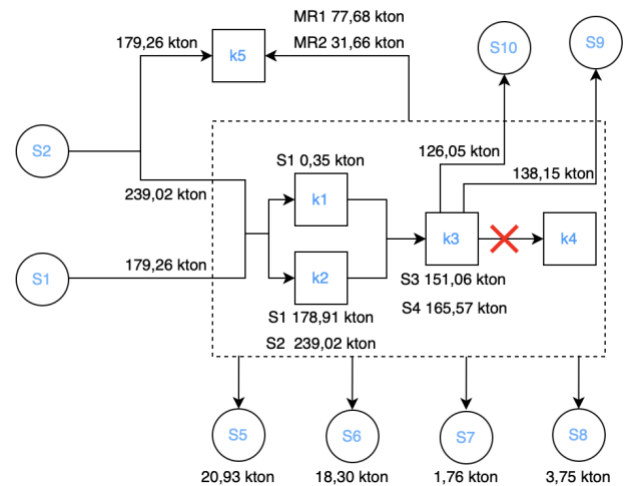 MR1 77,68 kton
179,26 kton
MR2 31,66 kton
k5
S10
S9
S2
126,05 kton
S1 0,35 kton
138,15 kton
239,02 kton
k1
k3
k4
S1
179,26 kton
k2
S3 151,06 kton
S4 165,57 kton
S1 178,91 kton
S2 239,02 kton
S5
S6
S7
S8
20,93 kton
18,30 kton
1,76 kton
3,75 kton